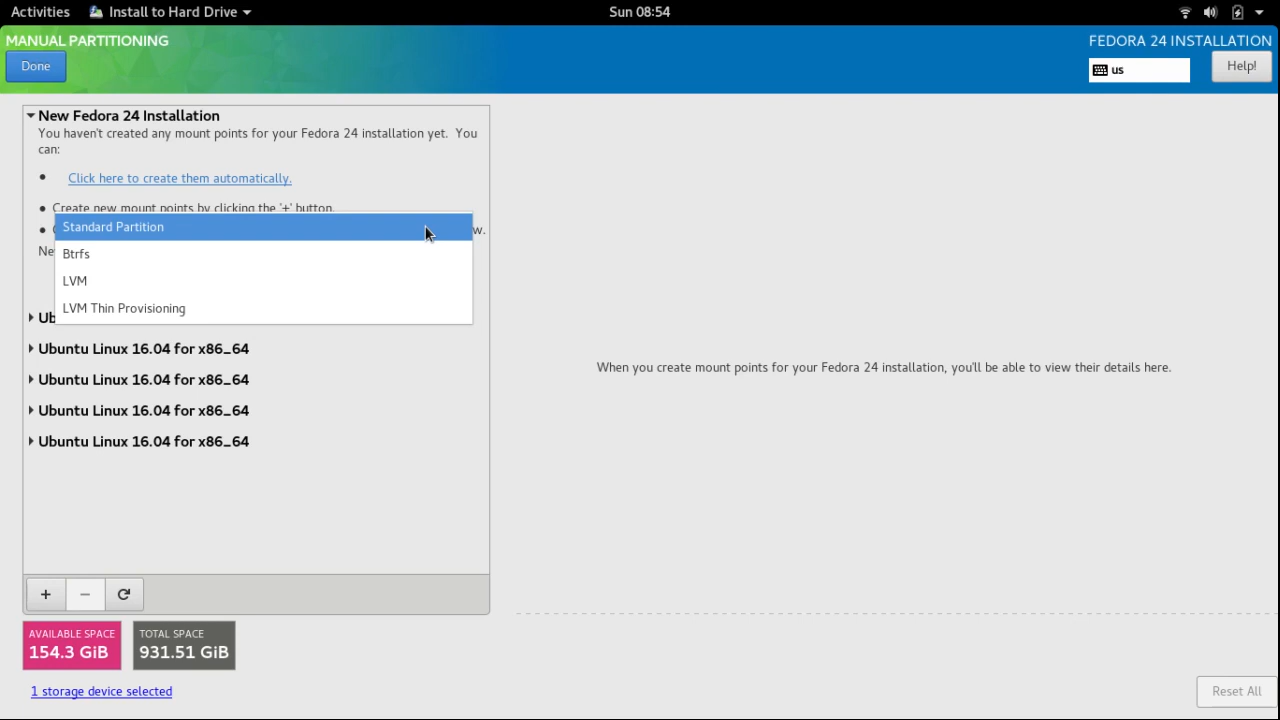 Activities Install to Hard Drive Sun 08:54
MANUAL PARTITIONING FEDORA 24 INSTALLATION
Done us Help!
New Fedora 24 Installation
You haven't created any mount points for your Fedora 24 installation yet. You
can:
• Click here to create them automatically.
• Create new mount points by clicking the '+' button.
Standard Partition
Btrfs
LVM
LVM Thin Provisioning
Ubuntu Linux 16.04 for x86_64
Ubuntu Linux 16.04 for x86_64
Ubuntu Linux 16.04 for x86_64
Ubuntu Linux 16.04 for x86_64
When you create mount points for your Fedora 24 installation, you'll be able to view their details here.
+ −
AVAILABLE SPACE
154.3 GiB
TOTAL SPACE
931.51 GiB
1 storage device selected
Reset All